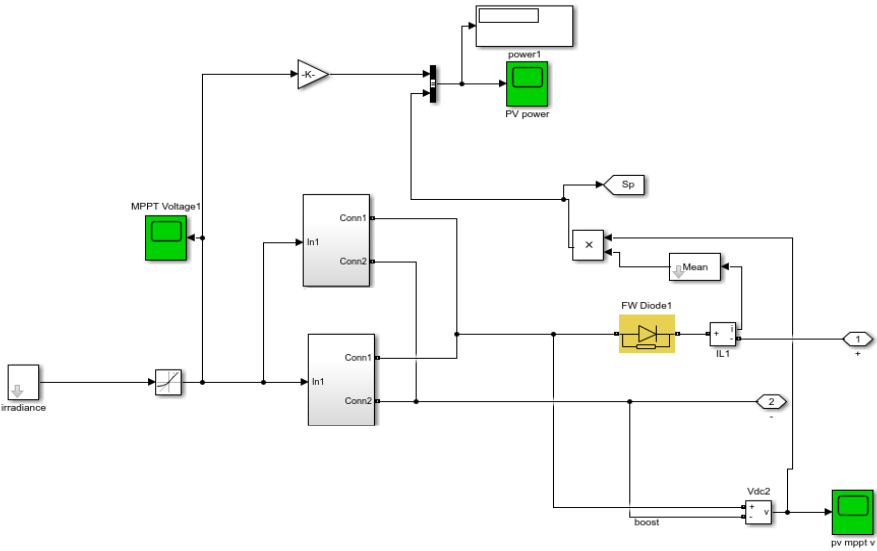 power1
-K-
PV power
Sp
MPPT Voltage1
Conn1
In1
Conn2
×
Mean
FW Diode1
+
i
-
IL1
1
+
Conn1
In1
Conn2
irradiance
2
-
Vdc2
+
v
-
boost
pv mppt v